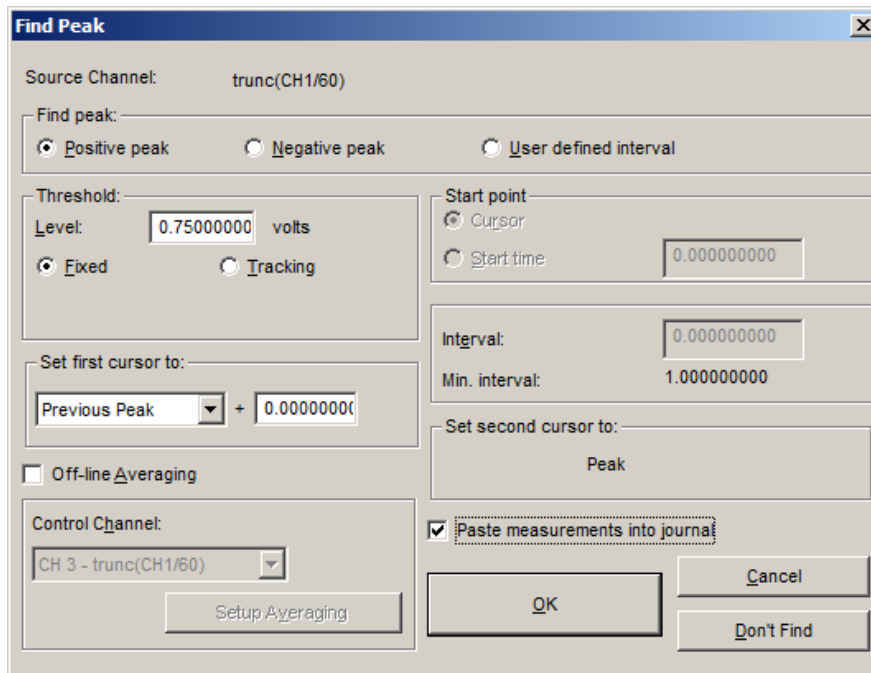 Find Peak
Source Channel: trunc(CH1/60)
Find peak:
Positive peak Negative peak User defined interval
Threshold:
Level: 0.75000000 volts
Fixed Tracking
Start point
Cursor
Start time 0.000000000
Interval: 0.000000000
Min. interval: 1.000000000
Set first cursor to:
Previous Peak + 0.0000000(
Set second cursor to:
Peak
Off-line Averaging
Control Channel:
CH 3 - trunc(CH1/60)
Setup Averaging
Paste measurements into journal
OK
Cancel
Don't Find